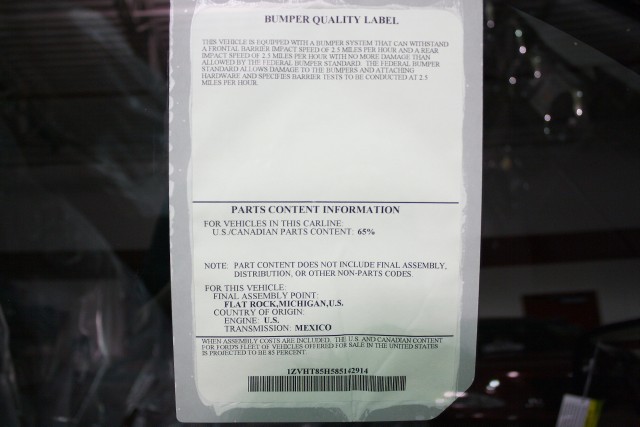 BUMPER QUALITY LABEL
THIS VEHICLE IS EQUIPPED WITH A BUMPER SYSTEM THAT CAN WITHSTAND
A FRONTAL BARRIER IMPACT SPEED OF 2.5 MILES PER HOUR AND A REAR
IMPACT SPEED OF 2.5 MILES PER HOUR WITH NO MORE DAMAGE THAN
ALLOWED BY THE FEDERAL BUMPER STANDARD. THE FEDERAL BUMPER
STANDARD ALLOWS DAMAGE TO THE BUMPERS AND ATTACHING
HARDWARE AND SPECIFIES BARRIER TESTS TO BE CONDUCTED AT 2.5
MILES PER HOUR.
PARTS CONTENT INFORMATION
FOR VEHICLES IN THIS CARLINE:
U.S./CANADIAN PARTS CONTENT: 65%
NOTE: PART CONTENT DOES NOT INCLUDE FINAL ASSEMBLY,
DISTRIBUTION, OR OTHER NON-PARTS CODES.
FOR THIS VEHICLE:
FINAL ASSEMBLY POINT:
FLAT ROCK,MICHIGAN,U.S.
COUNTRY OF ORIGIN:
ENGINE: U.S.
TRANSMISSION: MEXICO
WHEN ASSEMBLY COSTS ARE INCLUDED, THE U.S. AND CANADIAN CONTENT
FOR FORD'S FLEET OF VEHICLES OFFERED FOR SALE IN THE UNITED STATES
IS PROJECTED TO BE 85 PERCENT.
1ZVHT85H585142914